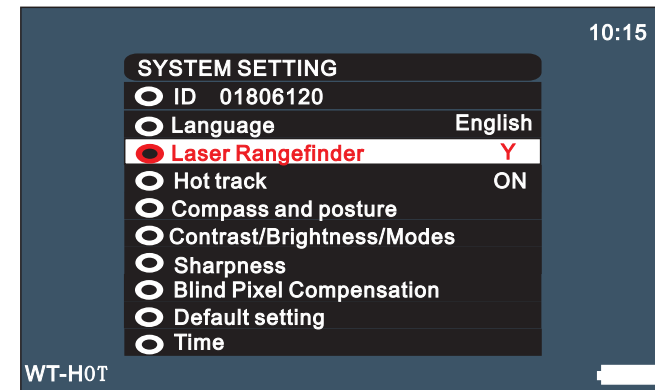 10:15
SYSTEM SETTING
ID 01806120
Language English
Laser Rangefinder Y
Hot track ON
Compass and posture
Contrast/Brightness/Modes
Sharpness
Blind Pixel Compensation
Default setting
Time
WT-HOT